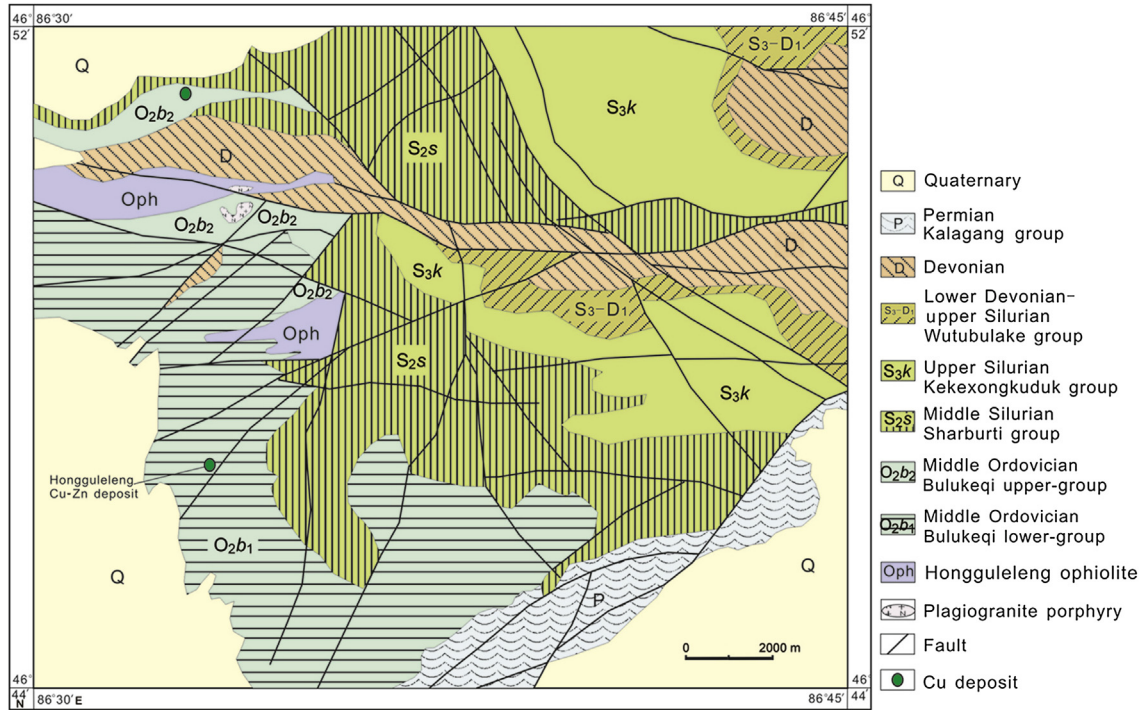 46° 86°30′ 86°45′ 46°
52′ 52′
Q
S₃-D₁
S₃k
O₂b₂
D
S₂s
D
Oph
N
O₂b₂
O₂b₂
D
S₃k
O₂b₂
S₃-D₁
Oph
S₂s
S₃k
Hongguleleng
Cu-Zn deposit
O₂b₁
Q
Q
P
0 2000 m
46° 46°
44′ 86°30′ E 86°45′ 44′
N
Q Quaternary
P Permian
Kalagang group
D Devonian
S₃-D₁ Lower Devonian–
upper Silurian
Wutubulake group
S₃k Upper Silurian
Kekexongkuduk group
S₂s Middle Silurian
Sharburti group
O₂b₂ Middle Ordovician
Bulukeqi upper-group
O₂b₁ Middle Ordovician
Bulukeqi lower-group
Oph Hongguleleng ophiolite
N Plagiogranite porphyry
Fault
Cu deposit